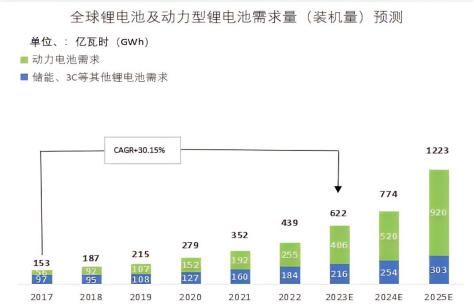 全球锂电池及动力型锂电池需求量（装机量）预测
单位、：亿瓦时（GWh）
动力电池需求
储能、3C等其他锂电池需求
CAGR+30.15%
153 187 215 279 352 439 622 774 1223
56 92 107 152 192 255 406 520 920
97 95 108 127 160 184 216 254 303
2017 2018 2019 2020 2021 2022 2023E 2024E 2025E